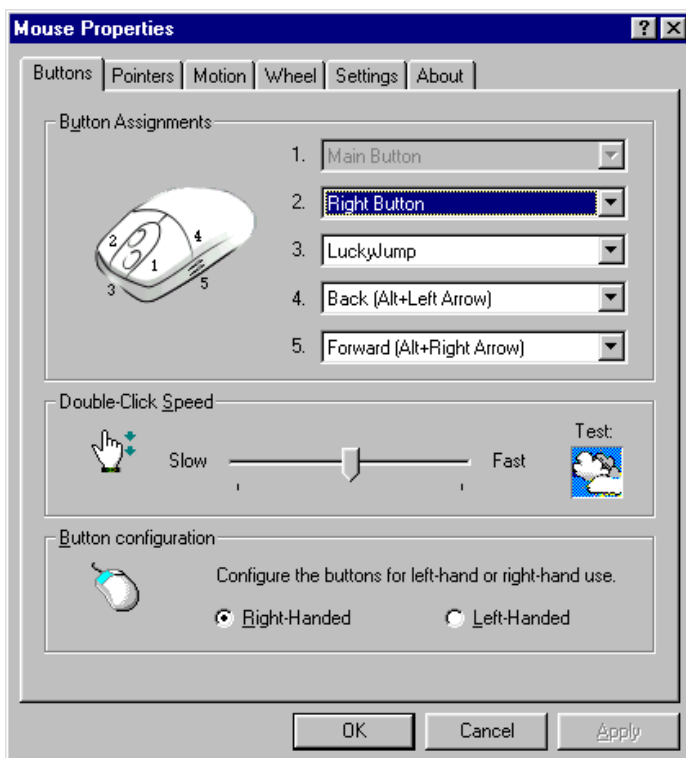 Mouse Properties
Buttons Pointers Motion Wheel Settings About
Button Assignments
1. Main Button
2. Right Button
3. LuckyJump
4. Back (Alt+Left Arrow)
5. Forward (Alt+Right Arrow)
2 4
1
3 5
Double-Click Speed
Slow Fast
Test:
Button configuration
Configure the buttons for left-hand or right-hand use.
Right-Handed Left-Handed
OK Cancel Apply